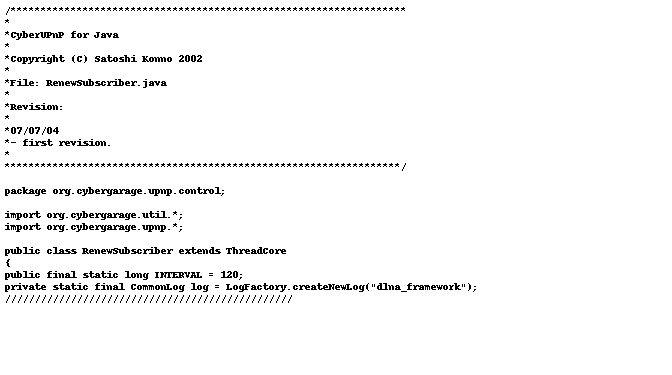 /******************************************************************
*
*CyberUPnP for Java
*
*Copyright (C) Satoshi Konno 2002
*
*File: RenewSubscriber.java
*
*Revision:
*
*07/07/04
*- first revision.
*
******************************************************************/
package org.cybergarage.upnp.control;
import org.cybergarage.util.*;
import org.cybergarage.upnp.*;
public class RenewSubscriber extends ThreadCore
{
public final static long INTERVAL = 120;
private static final CommonLog log = LogFactory.createNewLog("dlna_framework");
////////////////////////////////////////////////